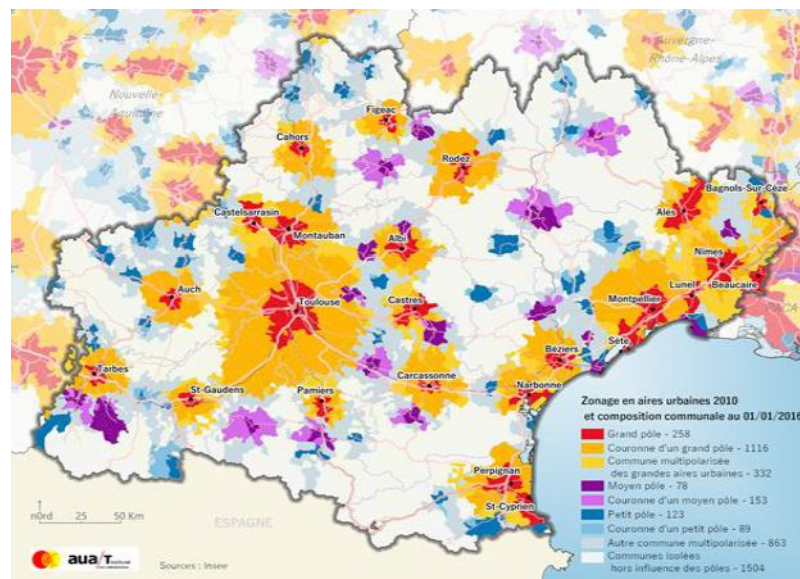 Auvergne-
Rhône-Alpes
Nouvelle-
Aquitaine
Figeac
Cahors
Rodez
Bagnols-Sur-Cèze
Alès
Castelsarrasin
Montauban
Albi
Nîmes
Lunel
Beaucaire
Auch
Toulouse
Castres
Montpellier
PACA
Sète
Béziers
Tarbes
St-Gaudens
Pamiers
Carcassonne
Narbonne
Perpignan
St-Cyprien
ESPAGNE
nord 25 50 Km
aua/T
Sources : Insee
Zonage en aires urbaines 2010
et composition communale au 01/01/2016
Grand pôle - 258
Couronne d'un grand pôle - 1116
Commune multipolarisée
des grandes aires urbaines - 332
Moyen pôle - 78
Couronne d'un moyen pôle - 153
Petit pôle - 123
Couronne d'un petit pôle - 89
Autre commune multipolarisée - 863
Communes isolées
hors influence des pôles - 1504